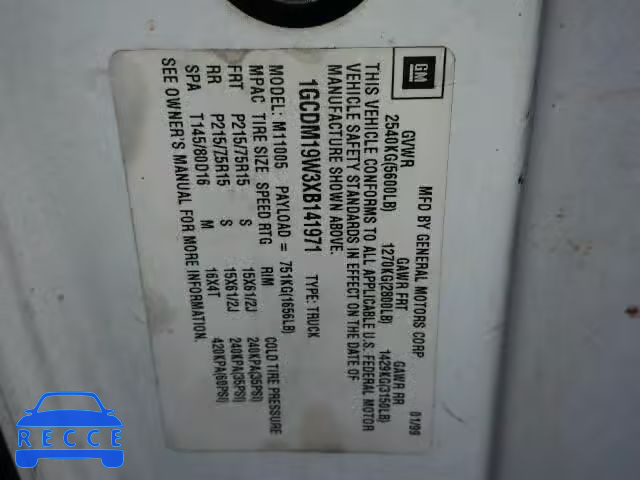 GM
MFD BY GENERAL MOTORS CORP 01/99
GVWR GAWR FRT GAWR RR
2540KG(5600LB) 1270KG(2800LB) 1429KG(3150LB)
THIS VEHICLE CONFORMS TO ALL APPLICABLE U.S. FEDERAL MOTOR
VEHICLE SAFETY STANDARDS IN EFFECT ON THE DATE OF
MANUFACTURE SHOWN ABOVE.
1GCDM19W3XB141971 TYPE: TRUCK
MODEL: M11005 PAYLOAD = 751KG(1656LB)
MPAC TIRE SIZE SPEED RTG RIM COLD TIRE PRESSURE
FRT P215/75R15 S 15X61/2J 240KPA(35PSI)
RR P215/75R15 S 15X61/2J 240KPA(35PSI)
SPA T145/80D16 M 16X4T 420KPA(60PSI)
SEE OWNER'S MANUAL FOR MORE INFORMATION.
RECCE